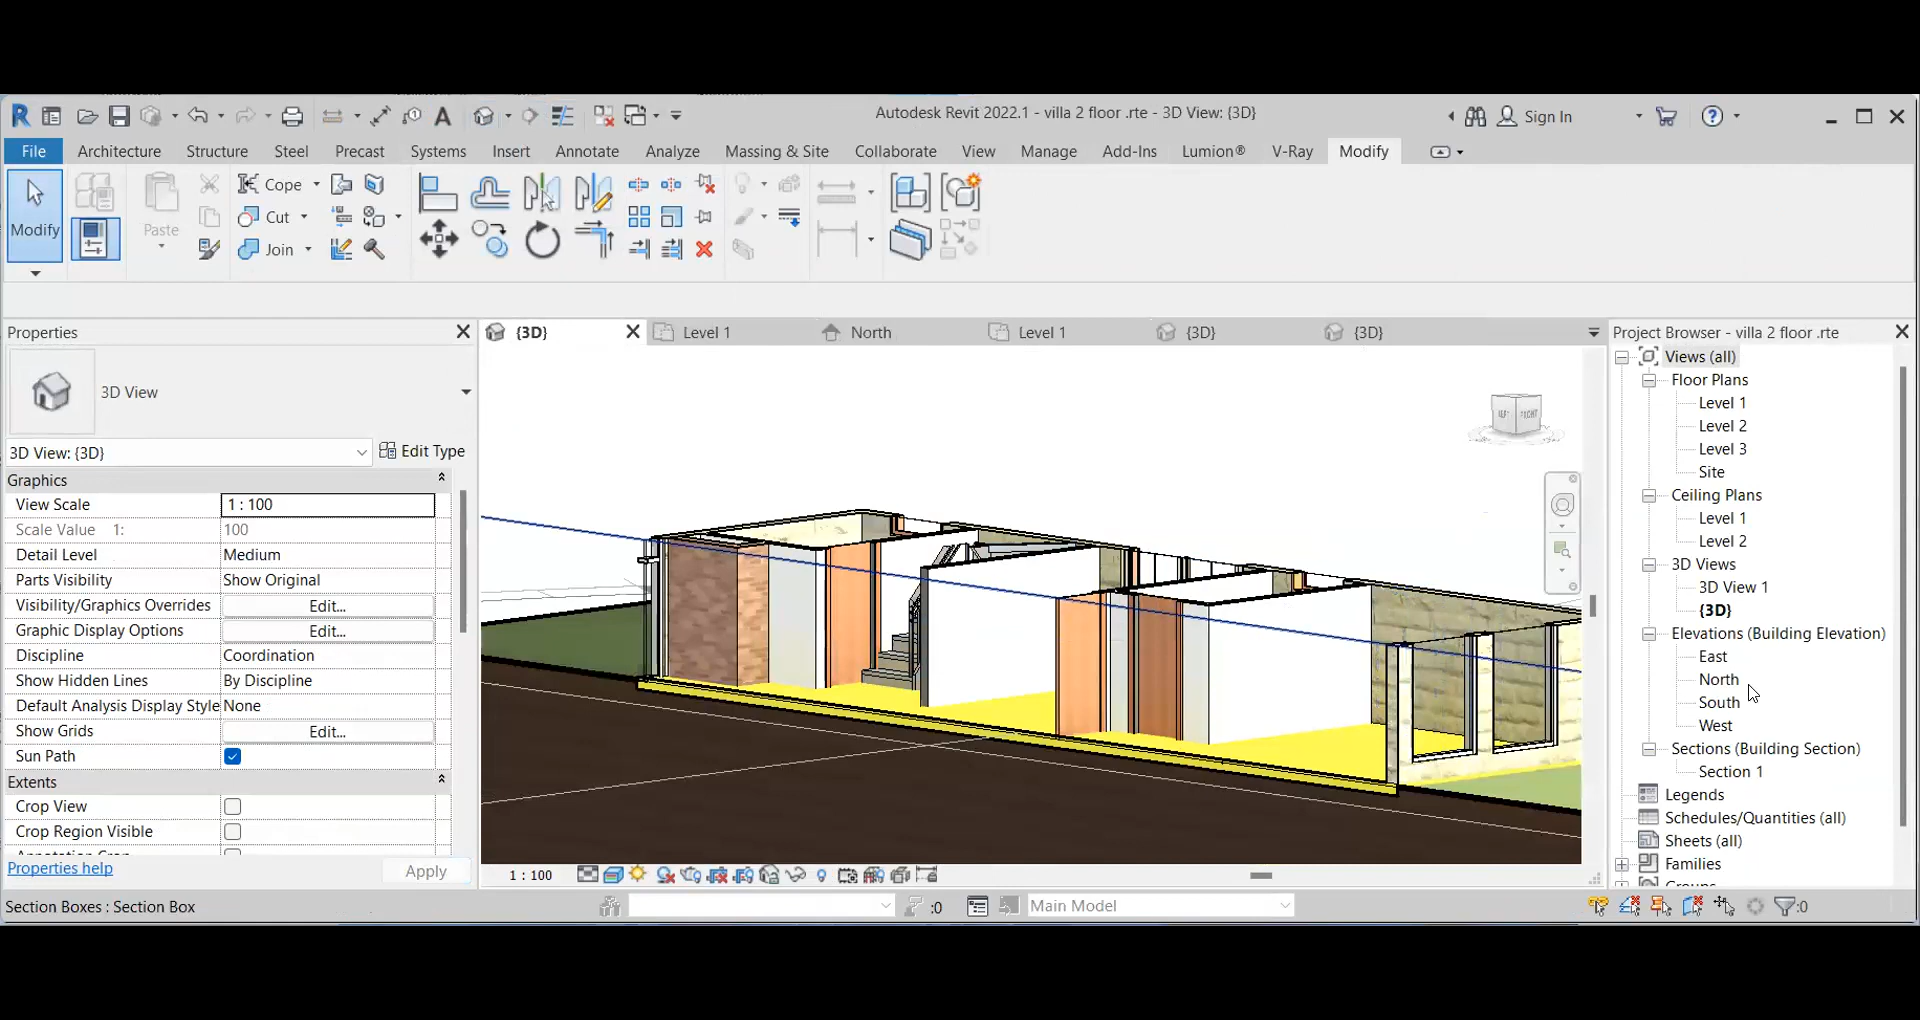 Autodesk Revit 2022.1 - villa 2 floor .rte - 3D View: {3D}
Sign In
File Architecture Structure Steel Precast Systems Insert Annotate Analyze Massing & Site Collaborate View Manage Add-Ins Lumion® V-Ray Modify
Modify
Paste
Cope
Cut
Join
Properties
3D View
3D View: {3D}
Edit Type
Graphics
View Scale 1 : 100
Scale Value 1: 100
Detail Level Medium
Parts Visibility Show Original
Visibility/Graphics Overrides Edit...
Graphic Display Options Edit...
Discipline Coordination
Show Hidden Lines By Discipline
Default Analysis Display Style None
Show Grids Edit...
Sun Path
Extents
Crop View
Crop Region Visible
Properties help
Apply
{3D} Level 1 North Level 1 {3D} {3D}
FRONT
1 : 100
Project Browser - villa 2 floor .rte
Views (all)
Floor Plans
Level 1
Level 2
Level 3
Site
Ceiling Plans
Level 1
Level 2
3D Views
3D View 1
{3D}
Elevations (Building Elevation)
East
North
South
West
Sections (Building Section)
Section 1
Legends
Schedules/Quantities (all)
Sheets (all)
Families
Section Boxes : Section Box
:0
Main Model
:0